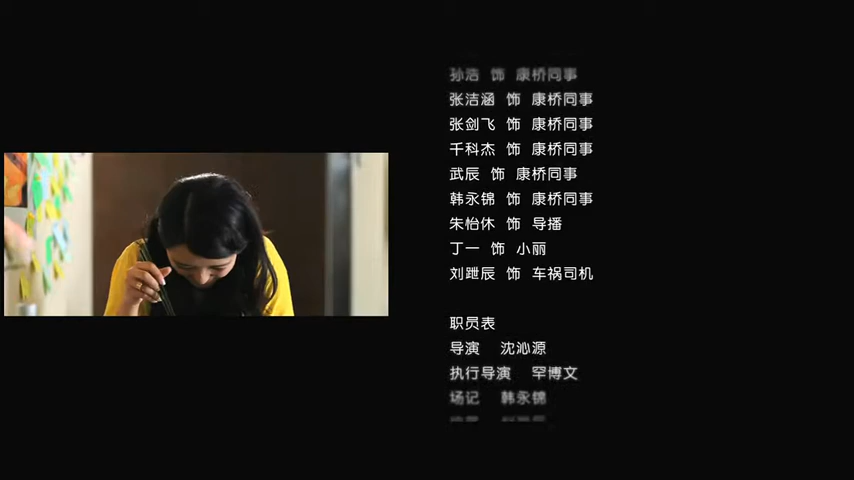 孙洁 饰 康桥同事
张洁涵 饰 康桥同事
张剑飞 饰 康桥同事
千科杰 饰 康桥同事
武辰 饰 康桥同事
韩永锦 饰 康桥同事
朱怡休 饰 导播
丁一 饰 小丽
刘跇辰 饰 车祸司机
职员表
导演 沈沁源
执行导演 罕博文
场记 韩永锦